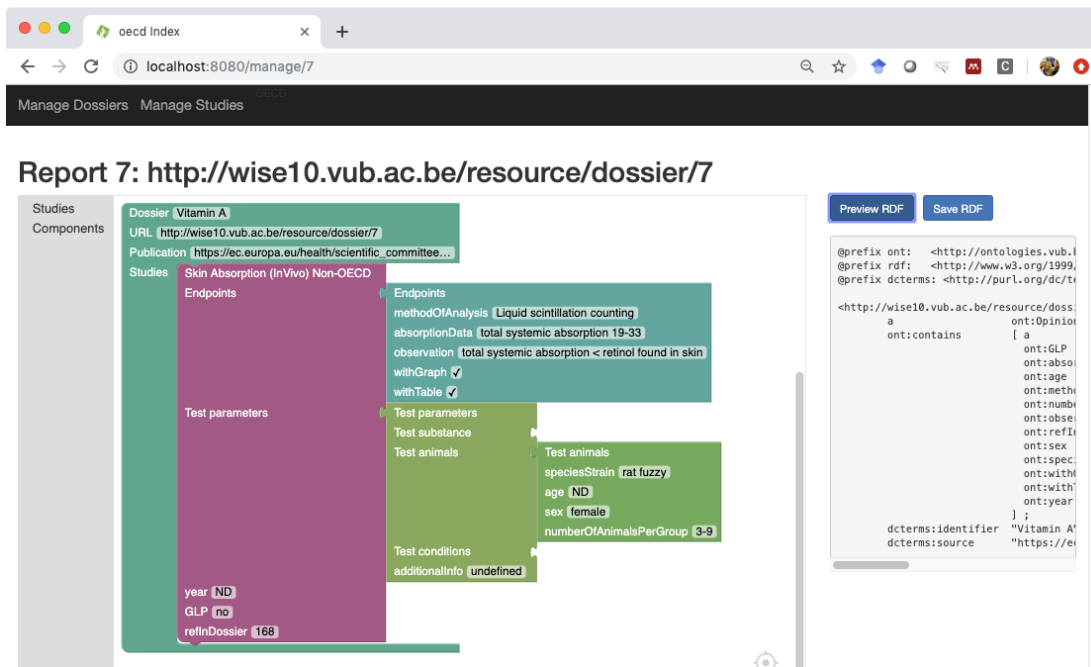 oecd Index
localhost:8080/manage/7
Manage Dossiers Manage Studies OECD
Report 7: http://wise10.vub.ac.be/resource/dossier/7
Studies
Components
Dossier Vitamin A
URL http://wise10.vub.ac.be/resource/dossier/7
Publication https://ec.europa.eu/health/scientific_committee...
Studies Skin Absorption (InVivo) Non-OECD
Endpoints Endpoints
methodOfAnalysis Liquid scintillation counting
absorptionData total systemic absorption 19-33
observation total systemic absorption < retinol found in skin
withGraph ✓
withTable ✓
Test parameters Test parameters
Test substance
Test animals Test animals
speciesStrain rat fuzzy
age ND
sex female
numberOfAnimalsPerGroup 3-9
Test conditions
additionalInfo undefined
year ND
GLP no
refInDossier 168
Preview RDF Save RDF
@prefix ont: <http://ontologies.vub.
@prefix rdf: <http://www.w3.org/1999/
@prefix dcterms: <http://purl.org/dc/te
<http://wise10.vub.ac.be/resource/doss
a ont:Opinion
ont:contains [ a
ont:GLP
ont:abso
ont:age
ont:meth
ont:numb
ont:obse
ont:refI
ont:sex
ont:spec
ont:with
ont:with
ont:year
] ;
dcterms:identifier "Vitamin A"
dcterms:source "https://ec